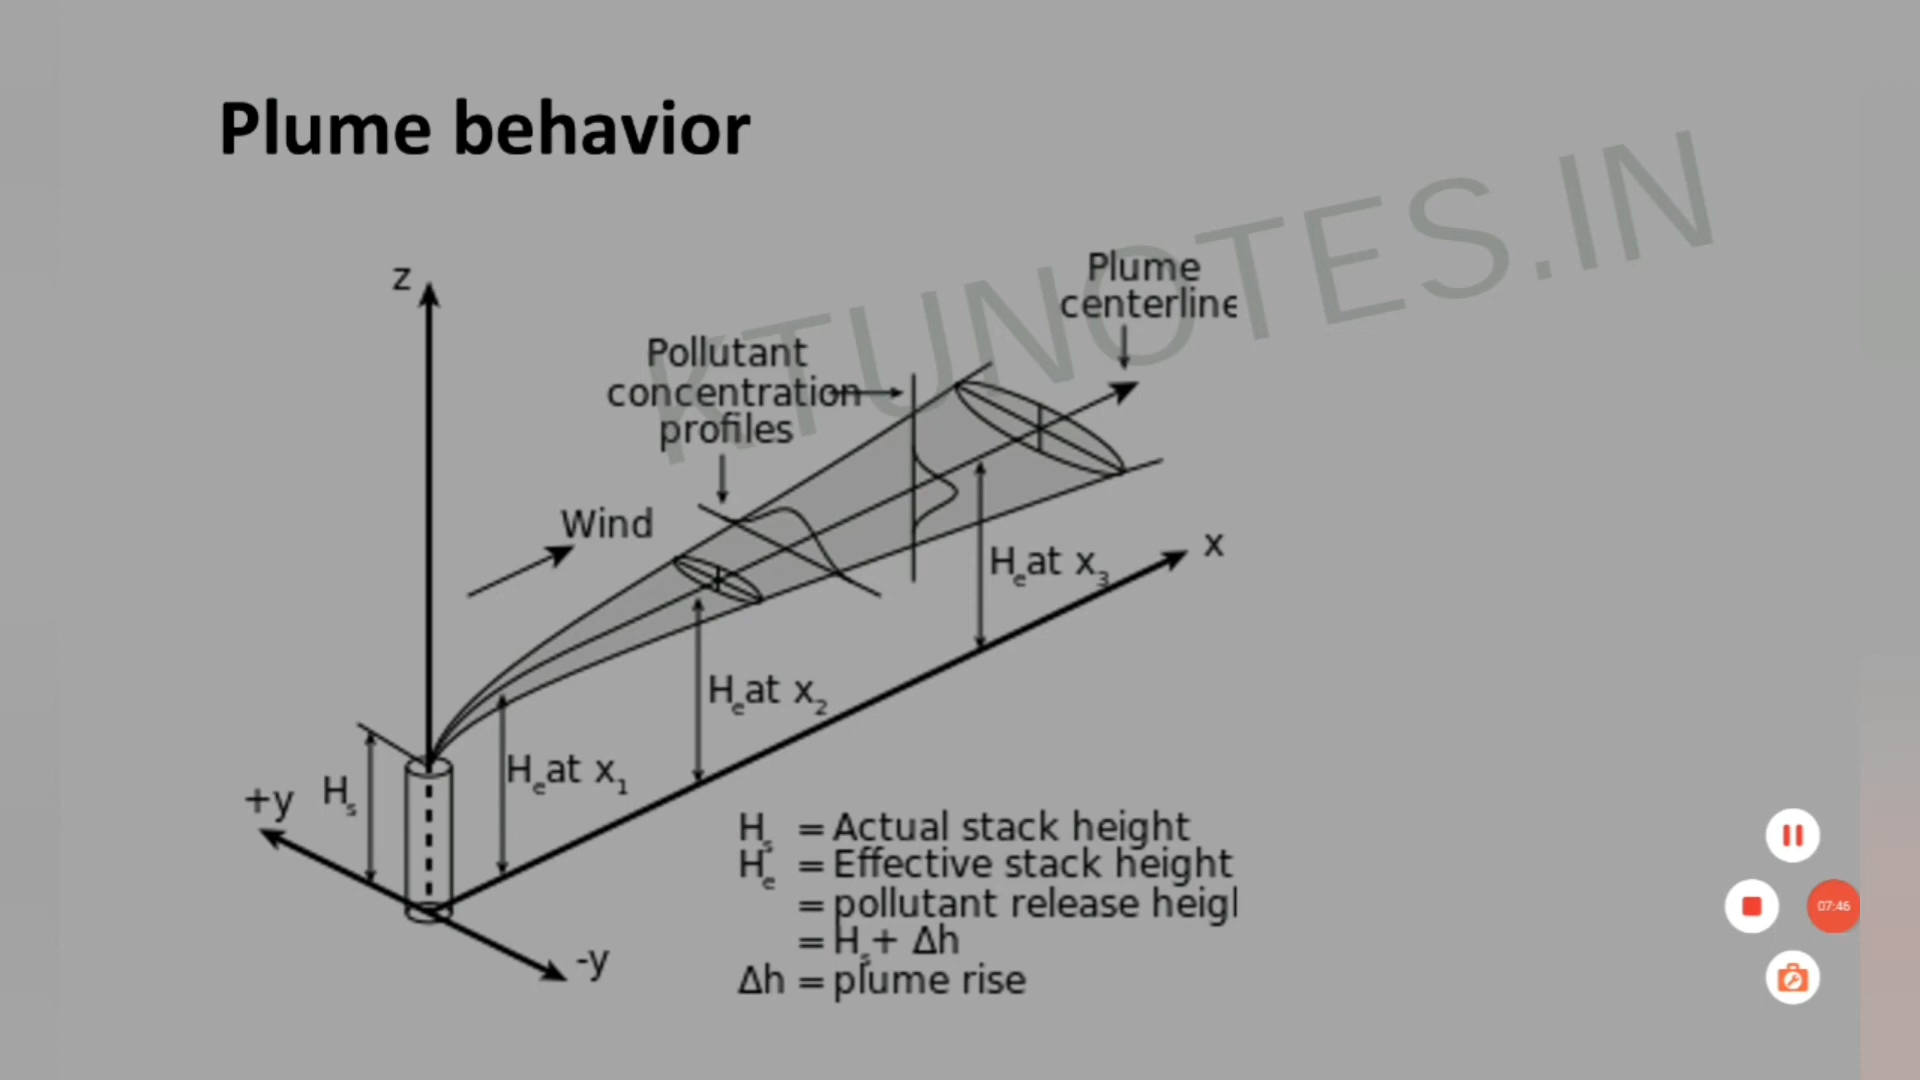 Plume behavior
KTUNOTES.IN
z
Plume
centerline
Pollutant
concentration
profiles
Wind
x
Heat x3
Heat x2
Heat x1
Hs
+y
-y
Hs = Actual stack height
He = Effective stack height
= pollutant release heigl
= Hs+ Δh
Δh = plume rise
07:46